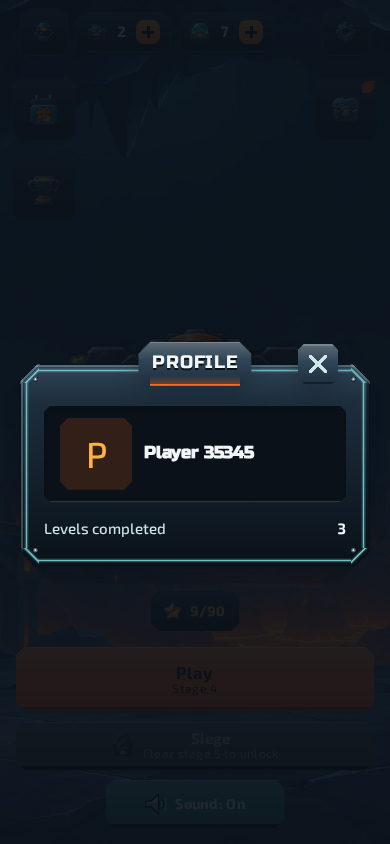 2
7
PROFILE
P
Player 35345
Levels completed 3
9/90
Play
Stage 4
Siege
Clear stage 5 to unlock
Sound: On